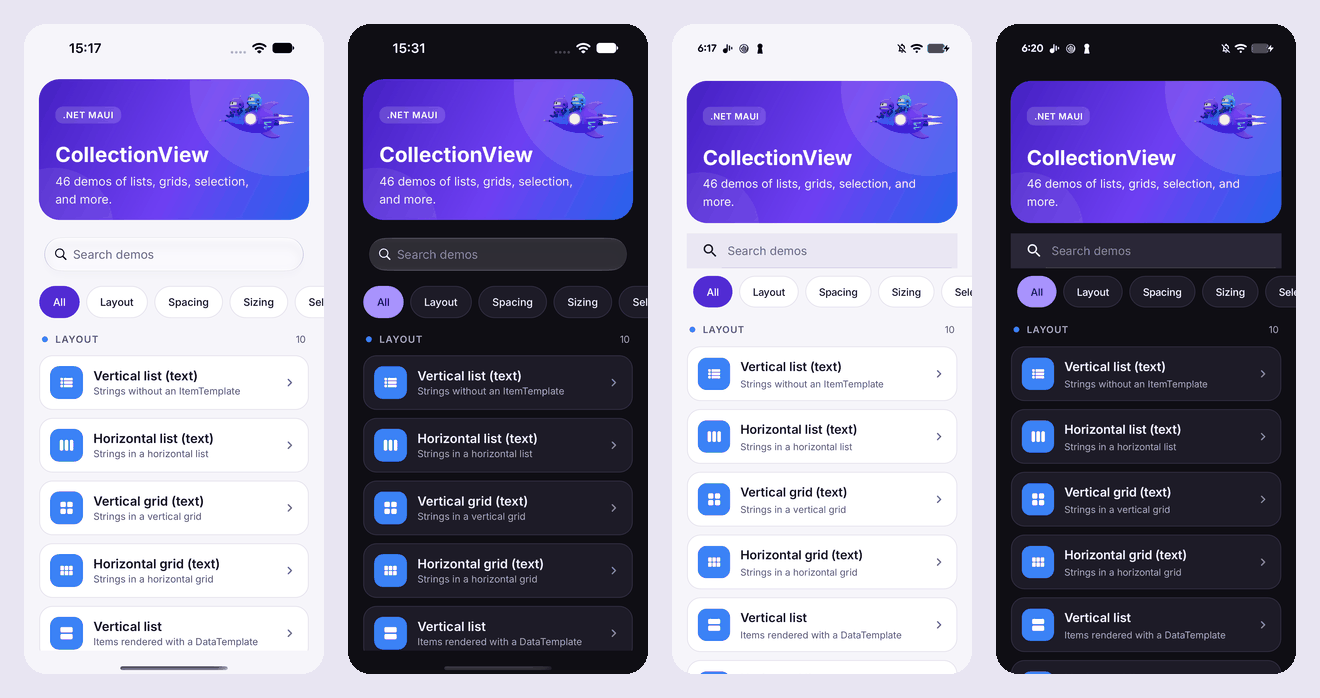 15:17
.NET MAUI
CollectionView
46 demos of lists, grids, selection,
and more.
Search demos
All Layout Spacing Sizing Sel
LAYOUT 10
Vertical list (text)
Strings without an ItemTemplate
Horizontal list (text)
Strings in a horizontal list
Vertical grid (text)
Strings in a vertical grid
Horizontal grid (text)
Strings in a horizontal grid
Vertical list
Items rendered with a DataTemplate
15:31
.NET MAUI
CollectionView
46 demos of lists, grids, selection,
and more.
Search demos
All Layout Spacing Sizing Sel
LAYOUT 10
Vertical list (text)
Strings without an ItemTemplate
Horizontal list (text)
Strings in a horizontal list
Vertical grid (text)
Strings in a vertical grid
Horizontal grid (text)
Strings in a horizontal grid
Vertical list
Items rendered with a DataTemplate
6:17
.NET MAUI
CollectionView
46 demos of lists, grids, selection, and
more.
Search demos
All Layout Spacing Sizing Sele
LAYOUT 10
Vertical list (text)
Strings without an ItemTemplate
Horizontal list (text)
Strings in a horizontal list
Vertical grid (text)
Strings in a vertical grid
Horizontal grid (text)
Strings in a horizontal grid
Vertical list
Items rendered with a DataTemplate
6:20
.NET MAUI
CollectionView
46 demos of lists, grids, selection, and
more.
Search demos
All Layout Spacing Sizing Sele
LAYOUT 10
Vertical list (text)
Strings without an ItemTemplate
Horizontal list (text)
Strings in a horizontal list
Vertical grid (text)
Strings in a vertical grid
Horizontal grid (text)
Strings in a horizontal grid
Vertical list
Items rendered with a DataTemplate